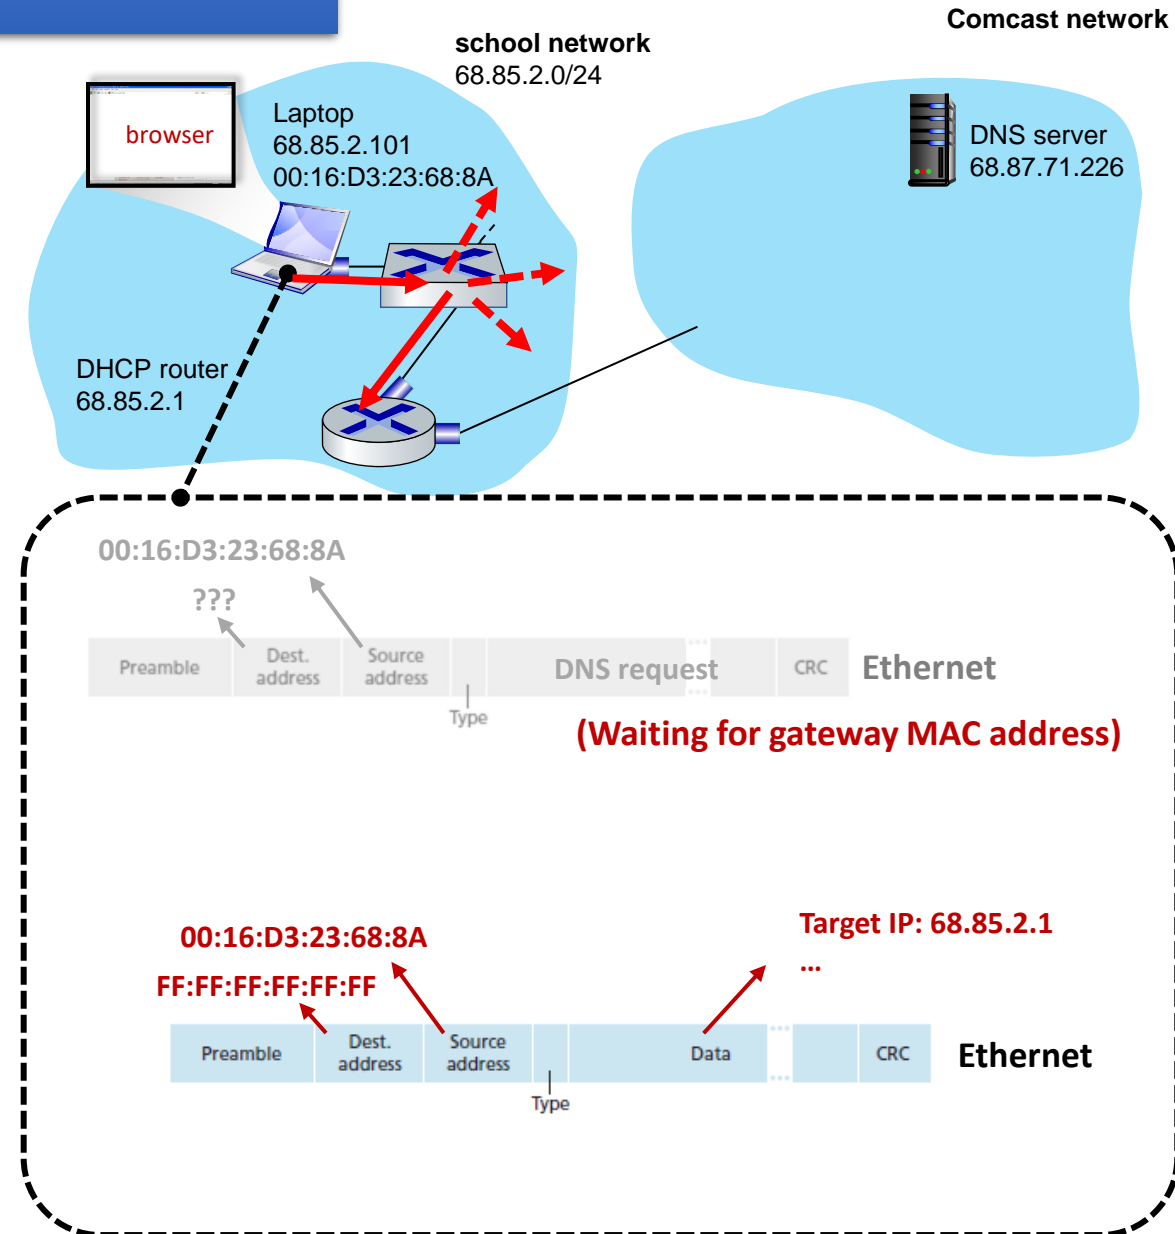 Comcast network
school network
68.85.2.0/24
browser
Laptop
68.85.2.101
00:16:D3:23:68:8A
DNS server
68.87.71.226
DHCP router
68.85.2.1
00:16:D3:23:68:8A
???
Preamble
Dest.
address
Source
address
Type
DNS request
...
...
CRC
Ethernet
(Waiting for gateway MAC address)
00:16:D3:23:68:8A
FF:FF:FF:FF:FF:FF
Target IP: 68.85.2.1
...
Preamble
Dest.
address
Source
address
Type
Data
...
...
CRC
Ethernet